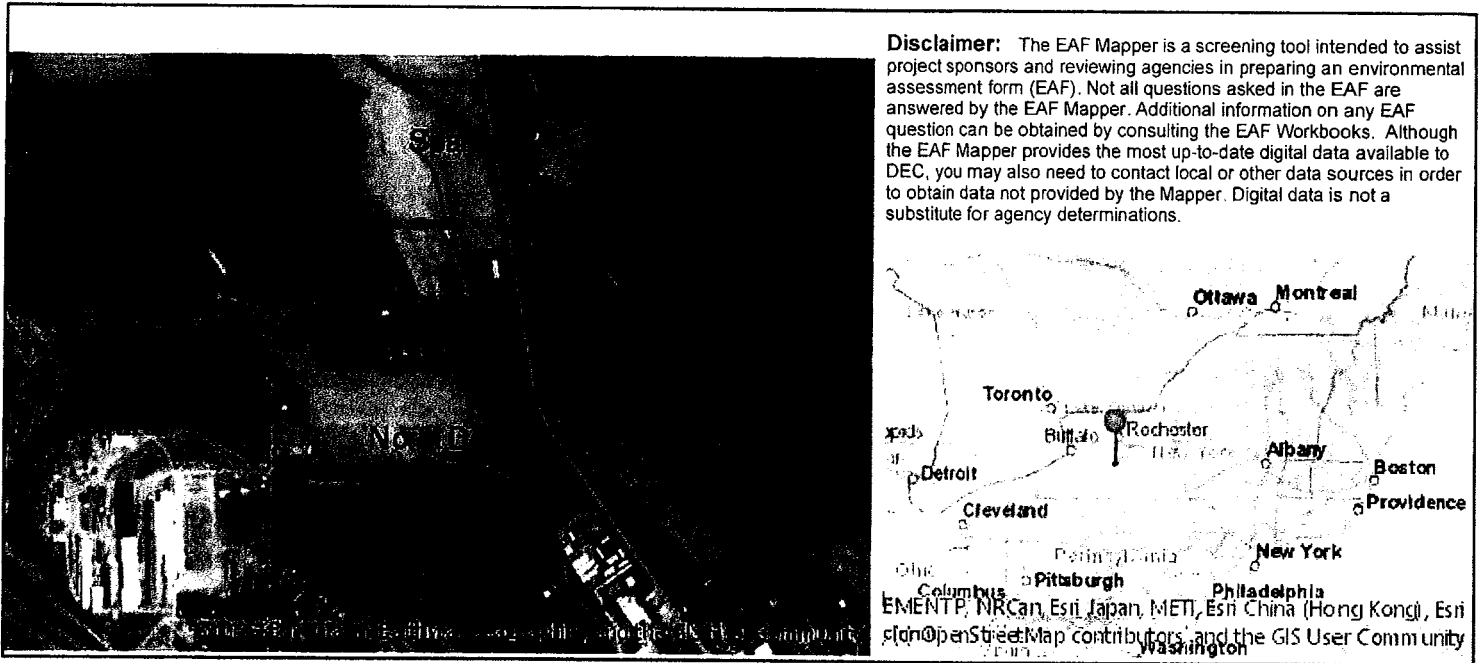 Disclaimer: The EAF Mapper is a screening tool intended to assist
project sponsors and reviewing agencies in preparing an environmental
assessment form (EAF). Not all questions asked in the EAF are
answered by the EAF Mapper. Additional information on any EAF
question can be obtained by consulting the EAF Workbooks. Although
the EAF Mapper provides the most up-to-date digital data available to
DEC, you may also need to contact local or other data sources in order
to obtain data not provided by the Mapper. Digital data is not a
substitute for agency determinations.
Ottawa
Montreal
Toronto
Buffalo
Rochester
Albany
Detroit
Boston
Cleveland
Providence
New York
Pittsburgh
Columbus
Philadelphia
EMENTP, NRCan, Esri Japan, METI, Esri China (Hong Kong), Esri
OpenStreetMap contributors, and the GIS User Community
Washington
Community